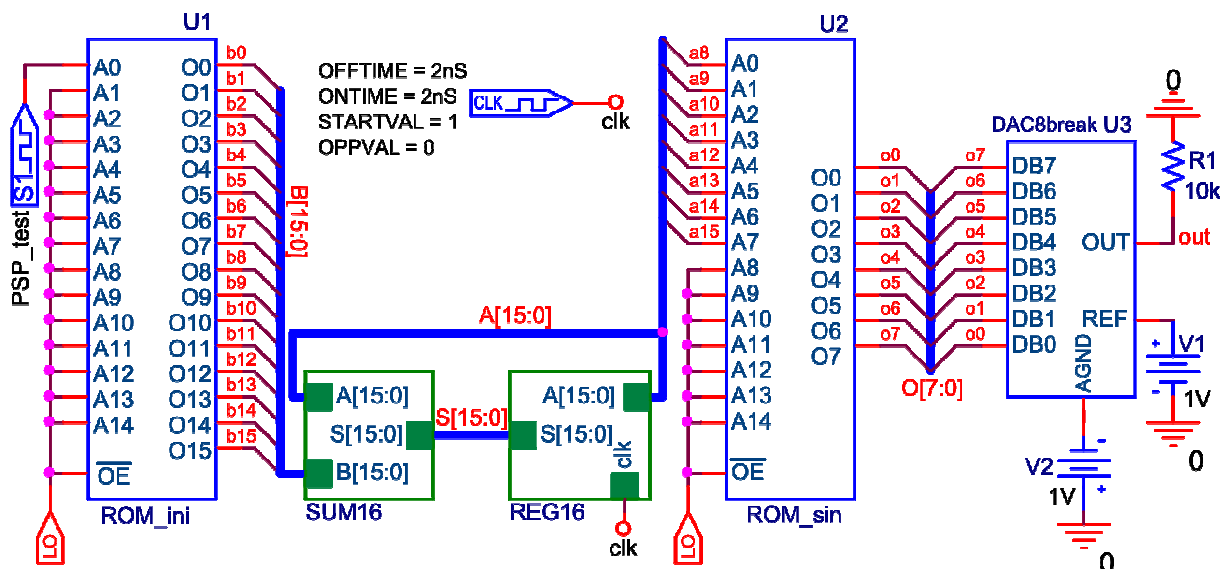 U1
A0
A1
A2
A3
A4
A5
A6
A7
A8
A9
A10
A11
A12
A13
A14
OE
O0
O1
O2
O3
O4
O5
O6
O7
O8
O9
O10
O11
O12
O13
O14
O15
ROM_ini
S1
PSP_test
LO
b0
b1
b2
b3
b4
b5
b6
b7
b8
b9
b10
b11
b12
b13
b14
b15
B[15:0]
OFFTIME = 2nS
ONTIME = 2nS
STARTVAL = 1
OPPVAL = 0
CLK
clk
A[15:0]
A[15:0]
S[15:0]
B[15:0]
SUM16
S[15:0]
A[15:0]
S[15:0]
clk
REG16
clk
U2
a8
a9
a10
a11
a12
a13
a14
a15
A0
A1
A2
A3
A4
A5
A6
A7
A8
A9
A10
A11
A12
A13
A14
OE
O0
O1
O2
O3
O4
O5
O6
O7
ROM_sin
LO
o0
o1
o2
o3
o4
o5
o6
o7
O[7:0]
o7
o6
o5
o4
o3
o2
o1
o0
DAC8break U3
DB7
DB6
DB5
DB4
DB3
DB2
DB1
DB0
OUT
REF
AGND
0
R1
10k
out
+
V1
-
1V
0
-
V2
+
1V
0